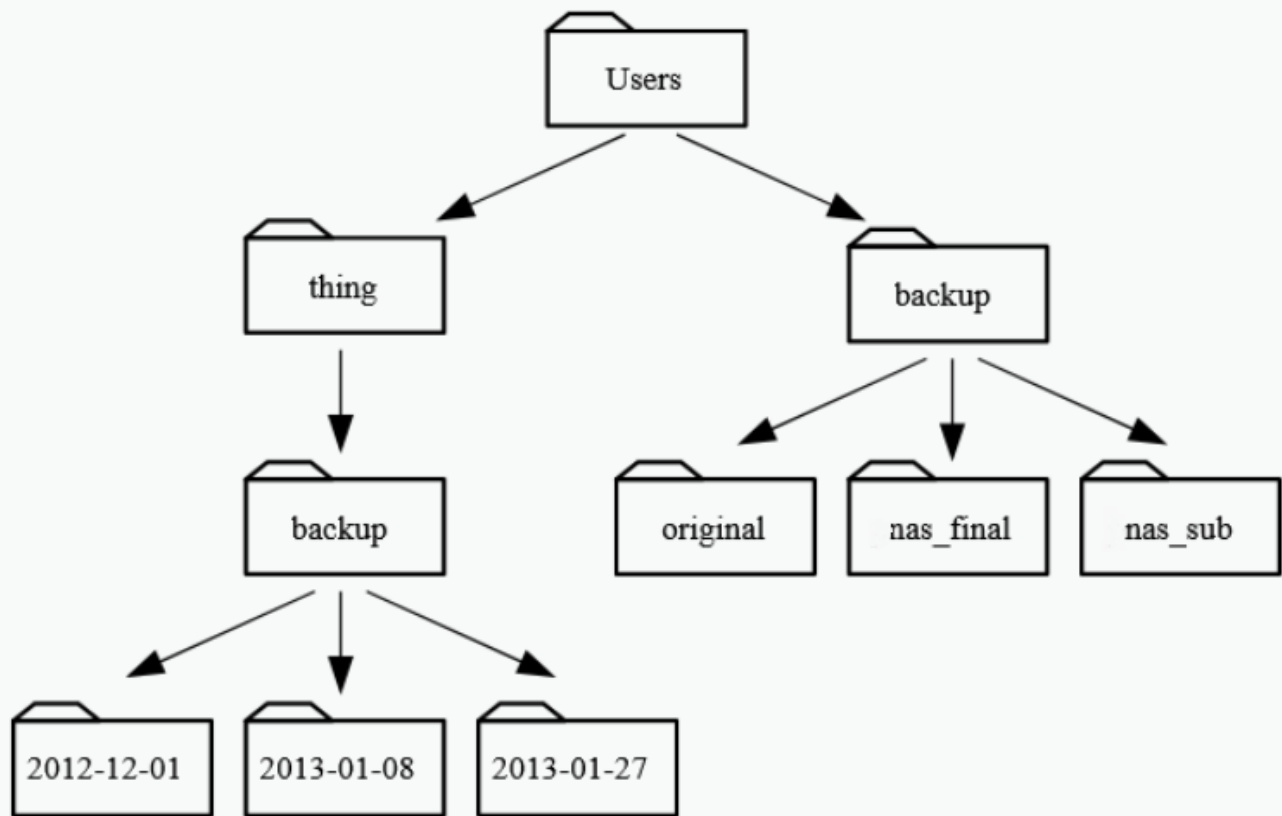 Users
thing
backup
backup
original
nas_final
nas_sub
2012-12-01
2013-01-08
2013-01-27